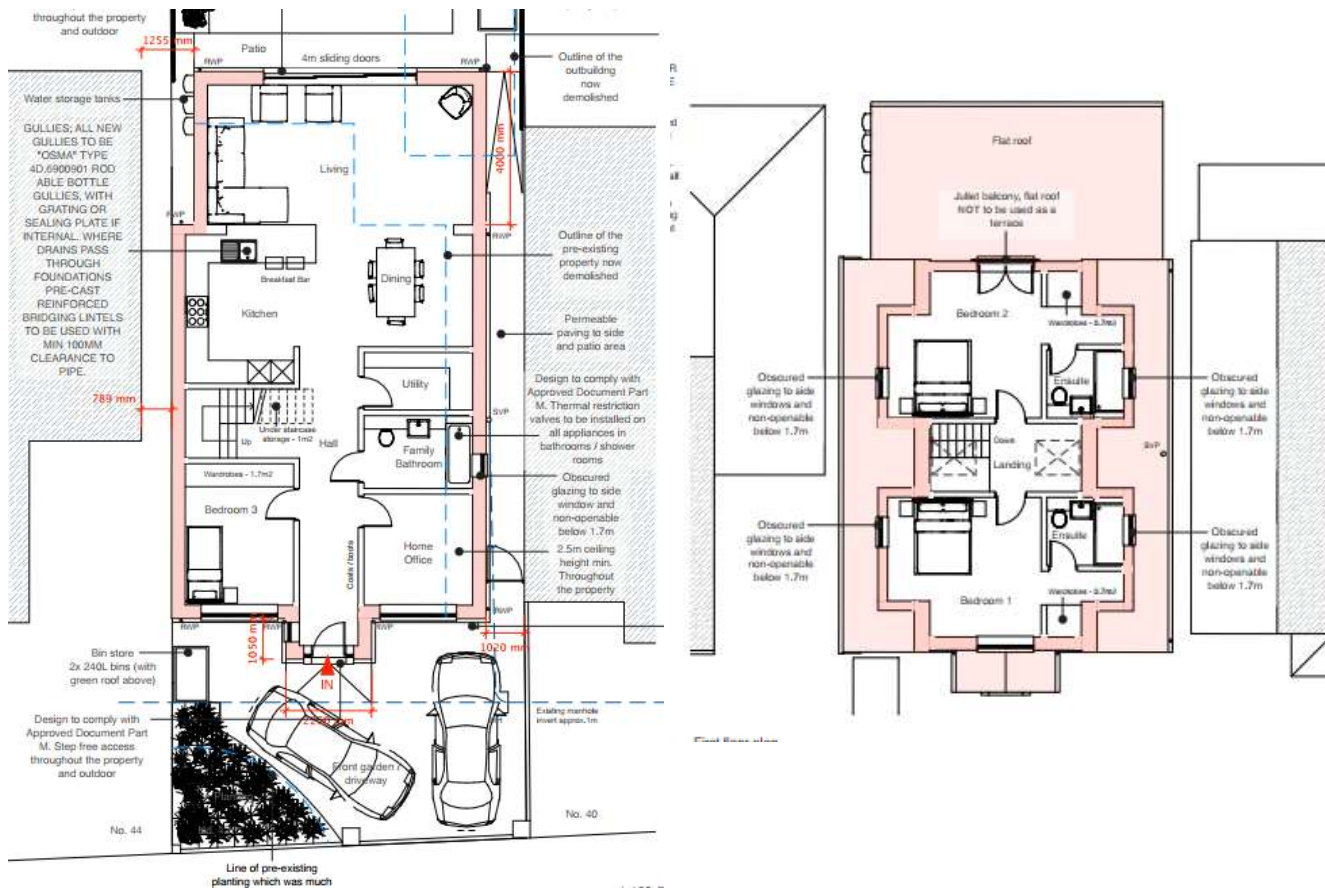 throughout the property
and outdoor
1255 mm
RWP
Patio
4m sliding doors
RWP
Outline of the
outbuilding
now
demolished
Water storage tanks
GULLIES; ALL NEW
GULLIES TO BE
"OSMA" TYPE
4D.6900901 ROD
ABLE BOTTLE
GULLIES, WITH
GRATING OR
SEALING PLATE IF
INTERNAL. WHERE
DRAINS PASS
THROUGH
FOUNDATIONS
PRE-CAST
REINFORCED
BRIDGING LINTELS
TO BE USED WITH
MIN 100MM
CLEARANCE TO
PIPE.
Living
4000 mm
RWP
RWP
Outline of the
pre-existing
property now
demolished
Breakfast Bar
Dining
Kitchen
Permeable
paving to side
and patio area
789 mm
Utility
Design to comply with
Approved Document Part
M. Thermal restriction
valves to be installed on
all appliances in
bathrooms / shower
rooms
SVP
Under staircase
storage - 1m2
Up
Hall
Family
Bathroom
Wardrobes - 1.7m2
Obscured
glazing to side
window and
non-openable
below 1.7m
Bedroom 3
Home
Office
Coats / boots
2.5m ceiling
height min.
Throughout
the property
RWP
RWP
RWP
1050 mm
1020 mm
IN
Bin store
2x 240L bins (with
green roof above)
Existing manhole
invert approx.1m
Design to comply with
Approved Document Part
M. Step free access
throughout the property
and outdoor
Front garden /
driveway
No. 44
No. 40
Line of pre-existing
planting which was much
Flat roof
Juliet balcony, flat roof
NOT to be used as a
terrace
Bedroom 2
Wardrobes - 0.7m2
Obscured
glazing to side
windows and
non-openable
below 1.7m
Ensuite
Obscured
glazing to side
windows and
non-openable
below 1.7m
Down
Landing
SVP
Obscured
glazing to side
windows and
non-openable
below 1.7m
Ensuite
Obscured
glazing to side
windows and
non-openable
below 1.7m
Bedroom 1
Wardrobes - 0.7m2
First floor plan